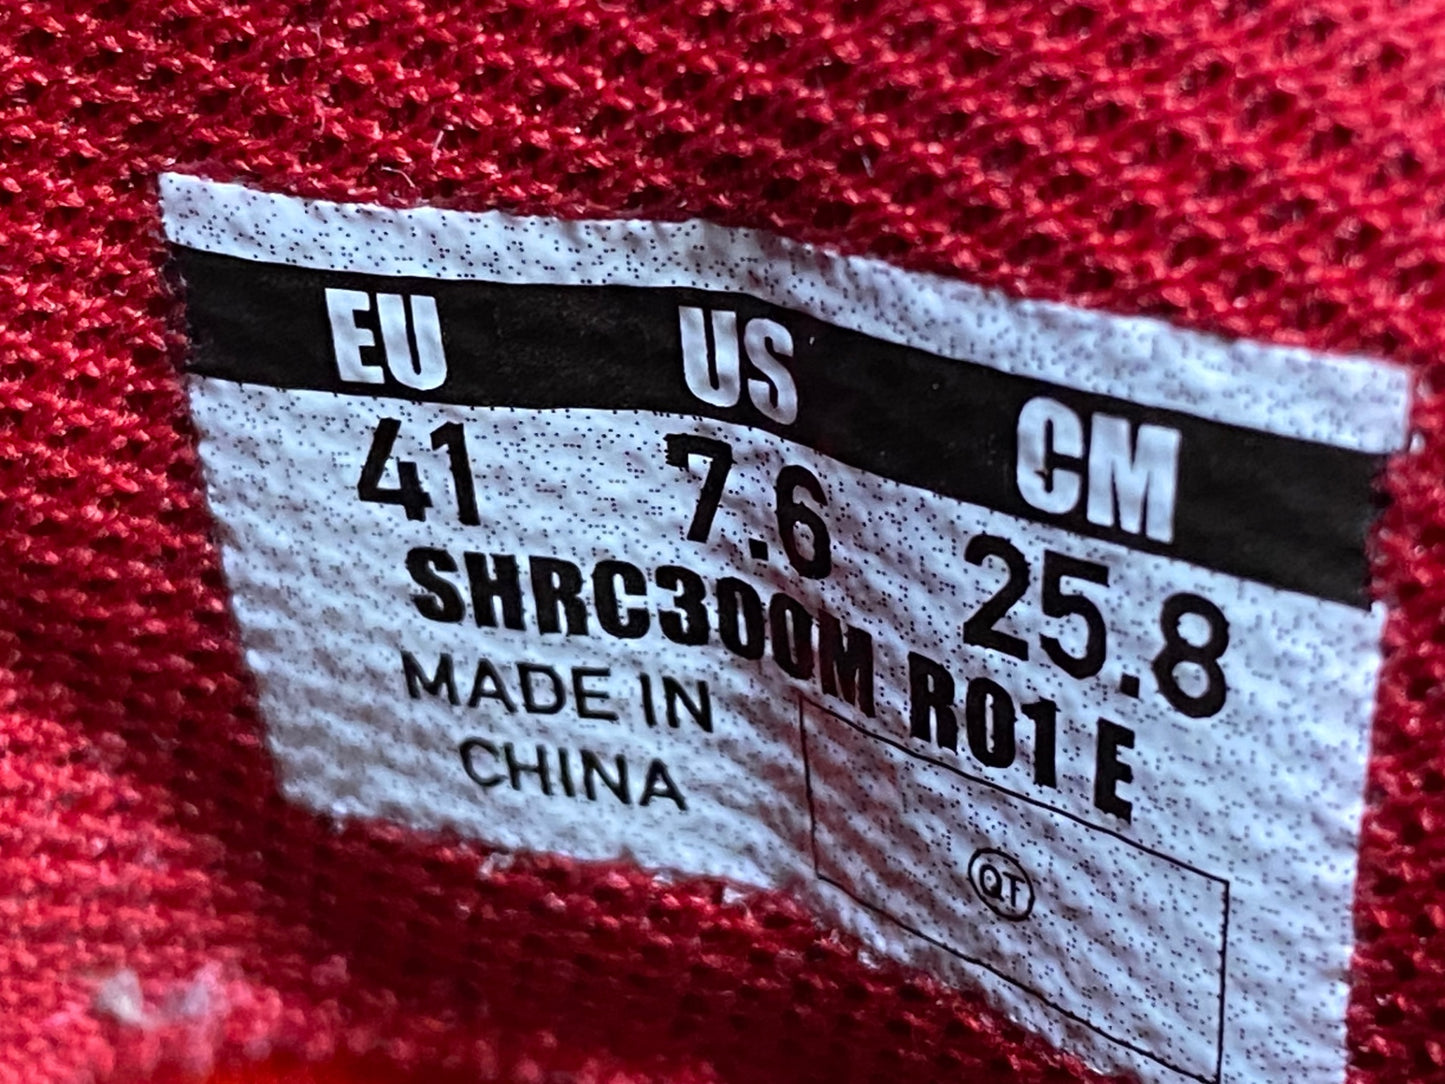 EU US CM
41 7.6 25.8
SHRC300M R01 E
MADE IN
CHINA
QT